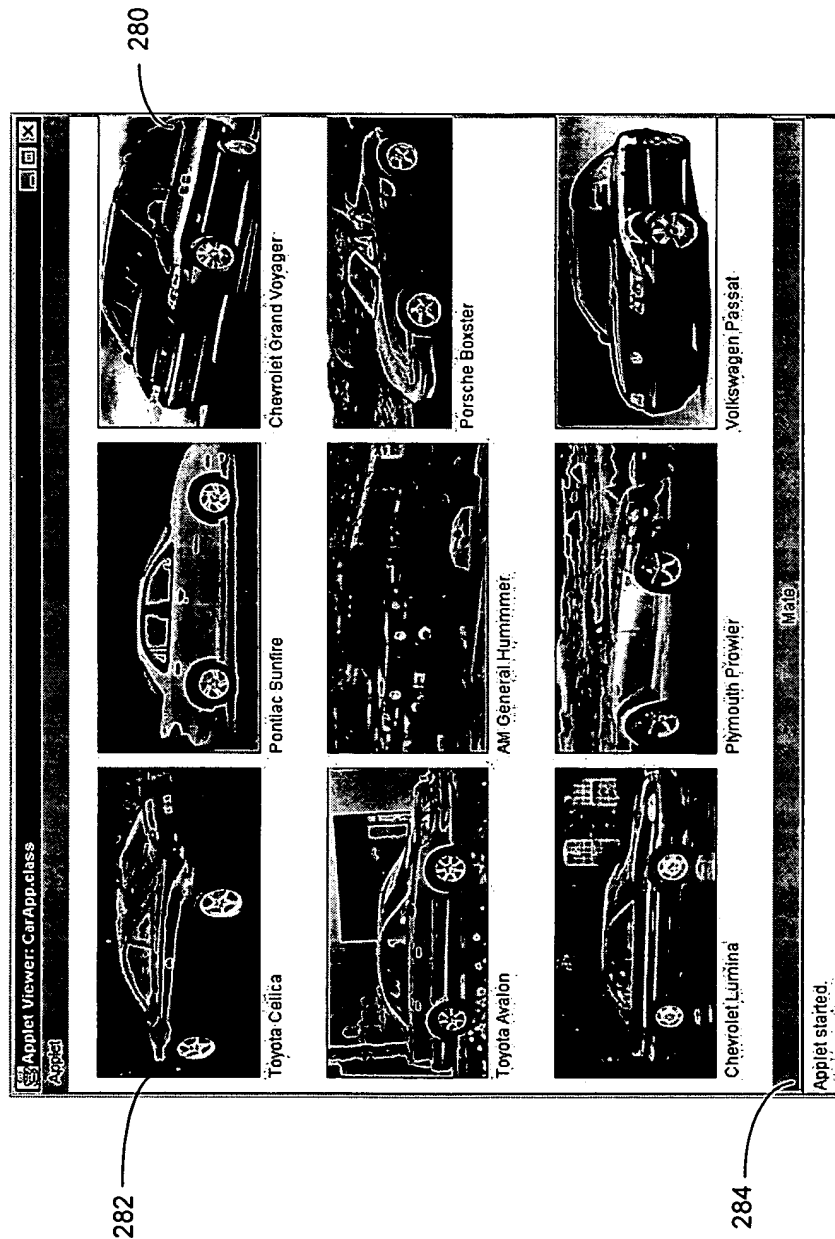 Applet Viewer: CarApp.class
Applet
Toyota Celica
Pontiac Sunfire
Chevrolet Grand Voyager
Toyota Avalon
AM General Hummmer
Porsche Boxster
Chevrolet Lumina
Plymouth Prowler
Volkswagen Passat
Mate
Applet started.
280
282
284